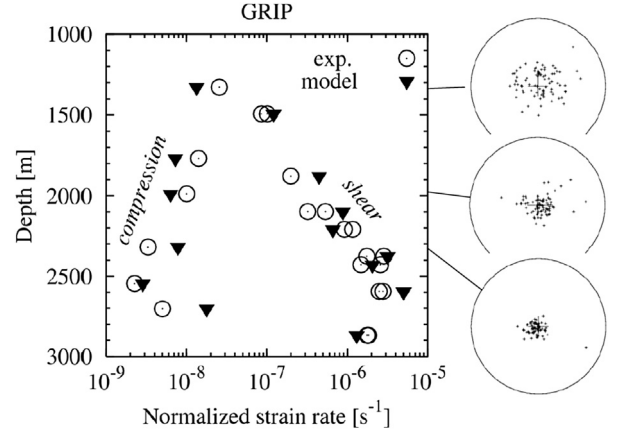 GRIP
1000
1500
2000
2500
3000
Depth [m]
exp.
model
compression
shear
10-9
10-8
10-7
10-6
10-5
Normalized strain rate [s-1]